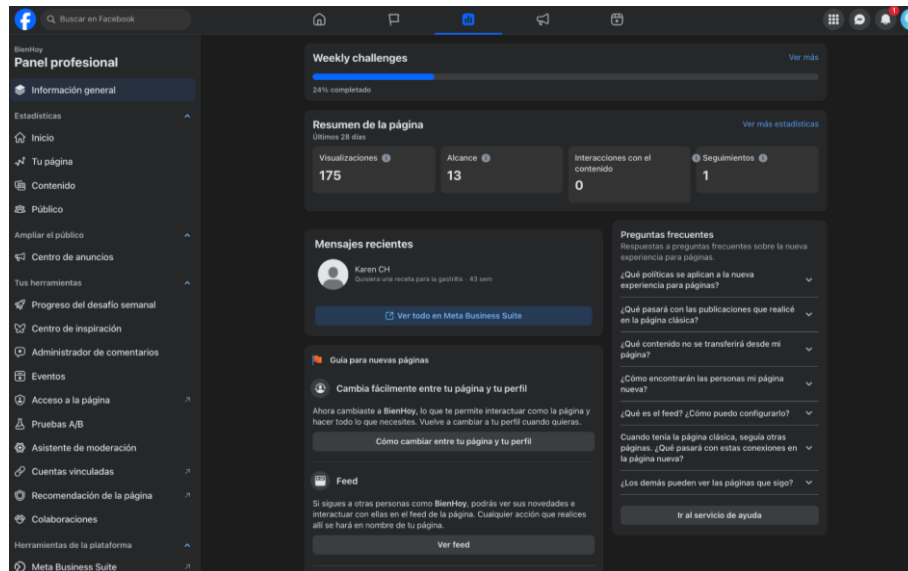 Buscar en Facebook
1
BienHoy
Panel profesional
Información general
Estadísticas
Inicio
Tu página
Contenido
Público
Ampliar el público
Centro de anuncios
Tus herramientas
Progreso del desafío semanal
Centro de inspiración
Administrador de comentarios
Eventos
Acceso a la página
Pruebas A/B
Asistente de moderación
Cuentas vinculadas
Recomendación de la página
Colaboraciones
Herramientas de la plataforma
Meta Business Suite
Weekly challenges
Ver más
24% completado
Resumen de la página
Ver más estadísticas
Últimos 28 días
Visualizaciones
175
Alcance
13
Interacciones con el
contenido
0
Seguimientos
1
Mensajes recientes
Karen CH
Quisiera una receta para la gastritis · 43 sem
Ver todo en Meta Business Suite
Guía para nuevas páginas
Cambia fácilmente entre tu página y tu perfil
Ahora cambiaste a BienHoy, lo que te permite interactuar como la página y
hacer todo lo que necesites. Vuelve a cambiar a tu perfil cuando quieras.
Cómo cambiar entre tu página y tu perfil
Feed
Si sigues a otras personas como BienHoy, podrás ver sus novedades e
interactuar con ellas en el feed de la página. Cualquier acción que realices
allí se hará en nombre de tu página.
Ver feed
Preguntas frecuentes
Respuestas a preguntas frecuentes sobre la nueva
experiencia para páginas.
¿Qué políticas se aplican a la nueva
experiencia para páginas?
¿Qué pasará con las publicaciones que realicé
en la página clásica?
¿Qué contenido no se transferirá desde mi
página?
¿Cómo encontrarán las personas mi página
nueva?
¿Qué es el feed? ¿Cómo puedo configurarlo?
Cuando tenía la página clásica, seguía otras
páginas. ¿Qué pasará con estas conexiones en
la página nueva?
¿Los demás pueden ver las páginas que sigo?
Ir al servicio de ayuda